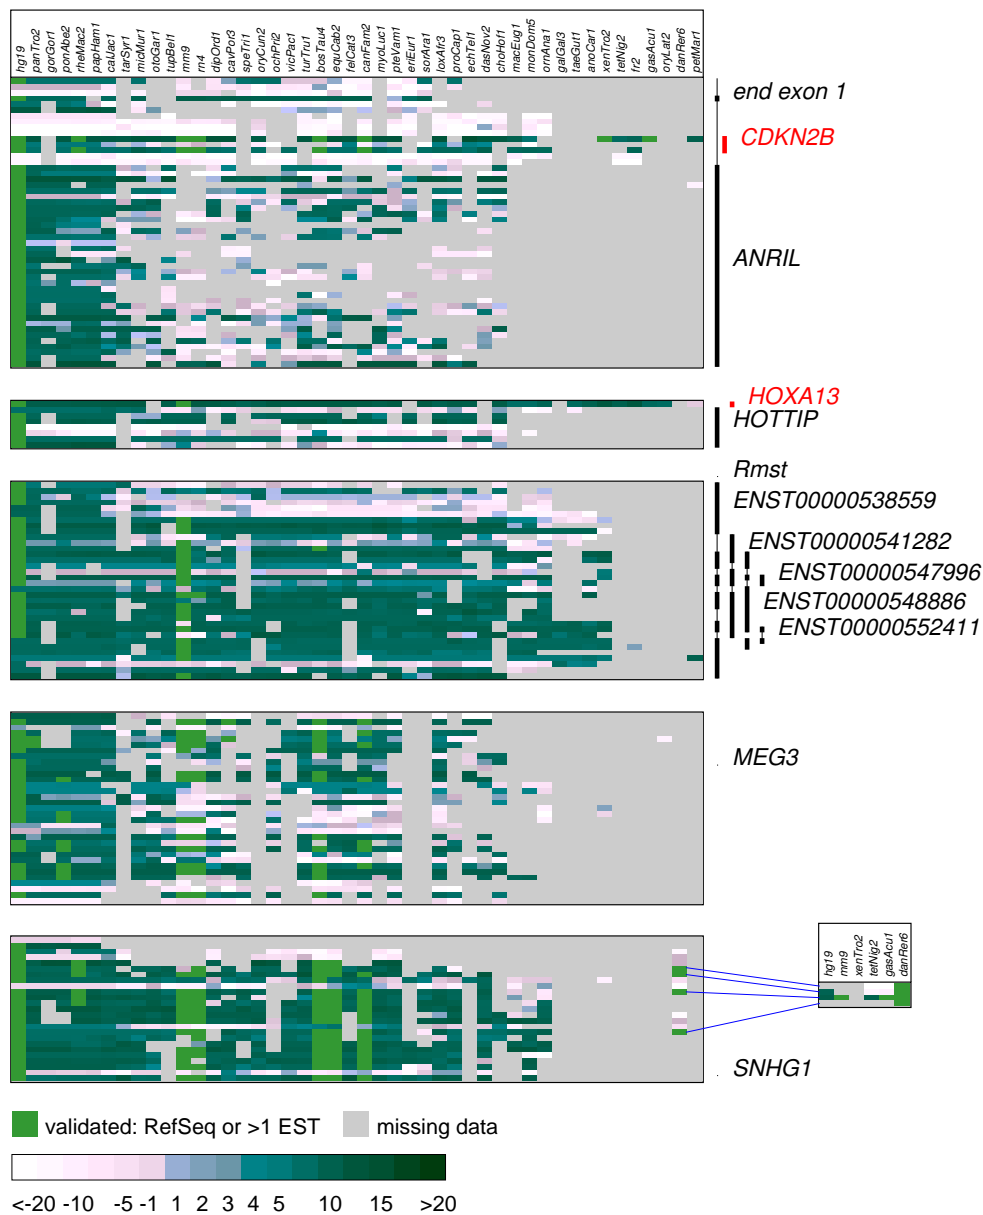 hg19 panTro2 gorGor1 ponAbe2 rheMac2 papHam1 calJac1 tarSyr1 micMur1 otoGar1 tupBel1 mm9 rn4 dipOrd1 cavPor3 speTri1 oryCun2 ochPri2 vicPac1 turTru1 bosTau4 equCab2 felCat3 canFam2 myoLuc1 pteVam1 eriEur1 sorAra1 loxAfr3 proCap1 echTel1 dasNov2 choHof1 macEug1 monDom5 ornAna1 galGal3 taeGut1 anoCar1 xenTro2 tetNig2 fr2 gasAcu1 oryLat2 danRer6 petMar1
end exon 1
CDKN2B
ANRIL
HOXA13
HOTTIP
Rmst
ENST00000538559
ENST00000541282
ENST00000547996
ENST00000548886
ENST00000552411
MEG3
hg19 mm9 xenTro2 tetNig2 gasAcu1 danRer6
SNHG1
validated: RefSeq or >1 EST missing data
<-20 -10 -5 -1 1 2 3 4 5 10 15 >20